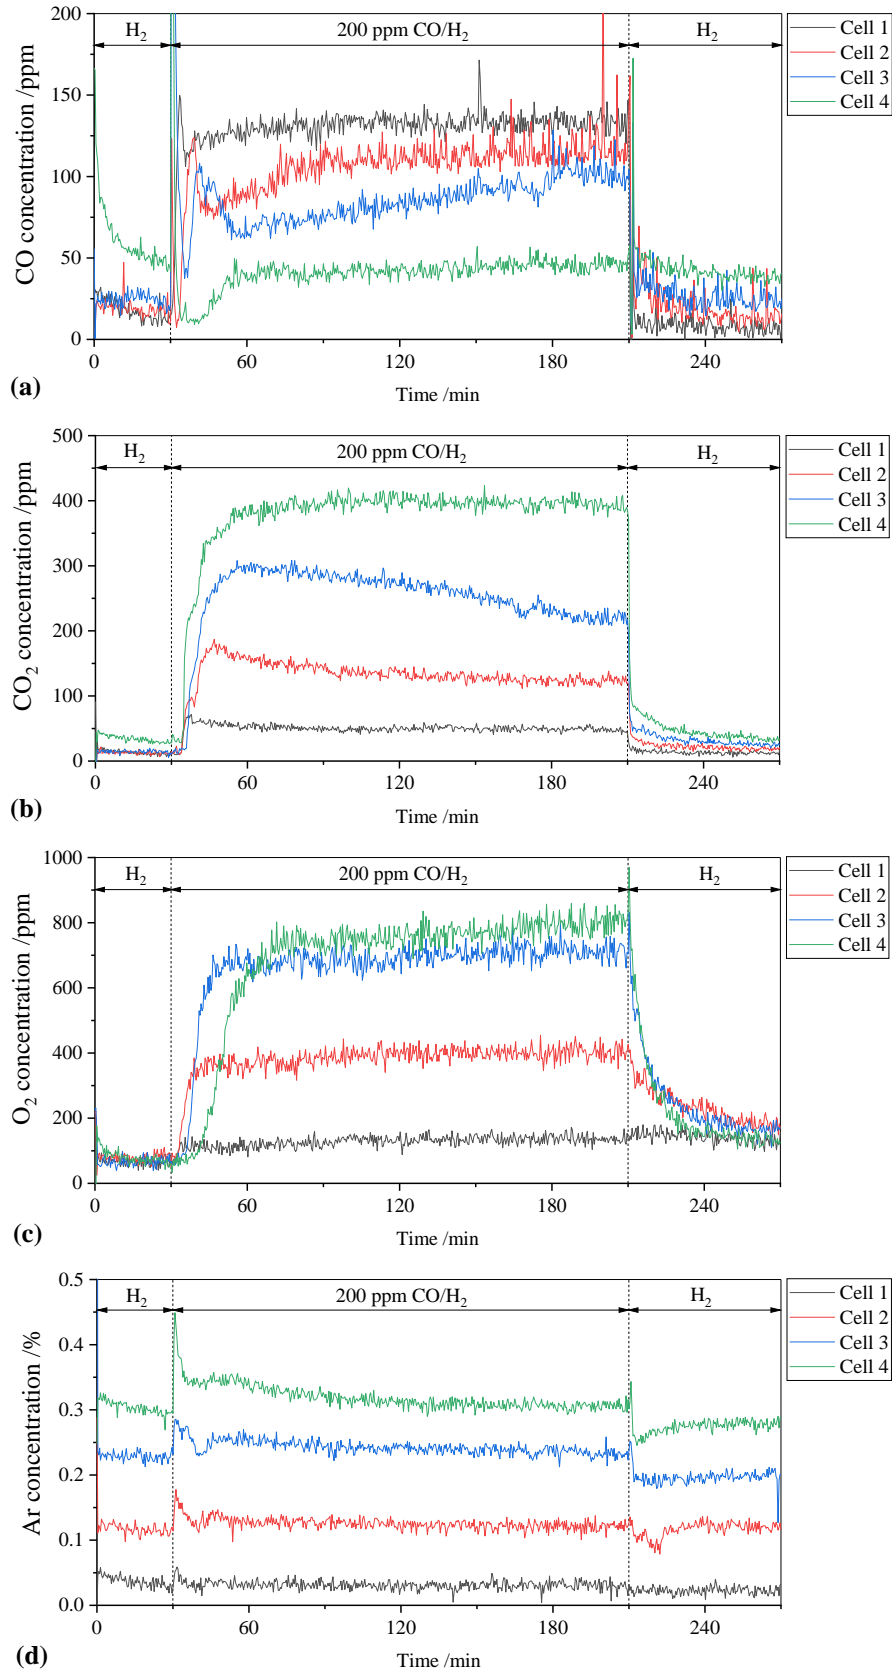 H₂ 200 ppm CO/H₂ H₂
Cell 1
Cell 2
Cell 3
Cell 4
CO concentration /ppm
200
150
100
50
0
0 60 120 180 240
Time /min
(a)
H₂ 200 ppm CO/H₂ H₂
Cell 1
Cell 2
Cell 3
Cell 4
CO₂ concentration /ppm
500
400
300
200
100
0
0 60 120 180 240
Time /min
(b)
H₂ 200 ppm CO/H₂ H₂
Cell 1
Cell 2
Cell 3
Cell 4
O₂ concentration /ppm
1000
800
600
400
200
0
0 60 120 180 240
Time /min
(c)
H₂ 200 ppm CO/H₂ H₂
Cell 1
Cell 2
Cell 3
Cell 4
Ar concentration /%
0.5
0.4
0.3
0.2
0.1
0.0
0 60 120 180 240
Time /min
(d)